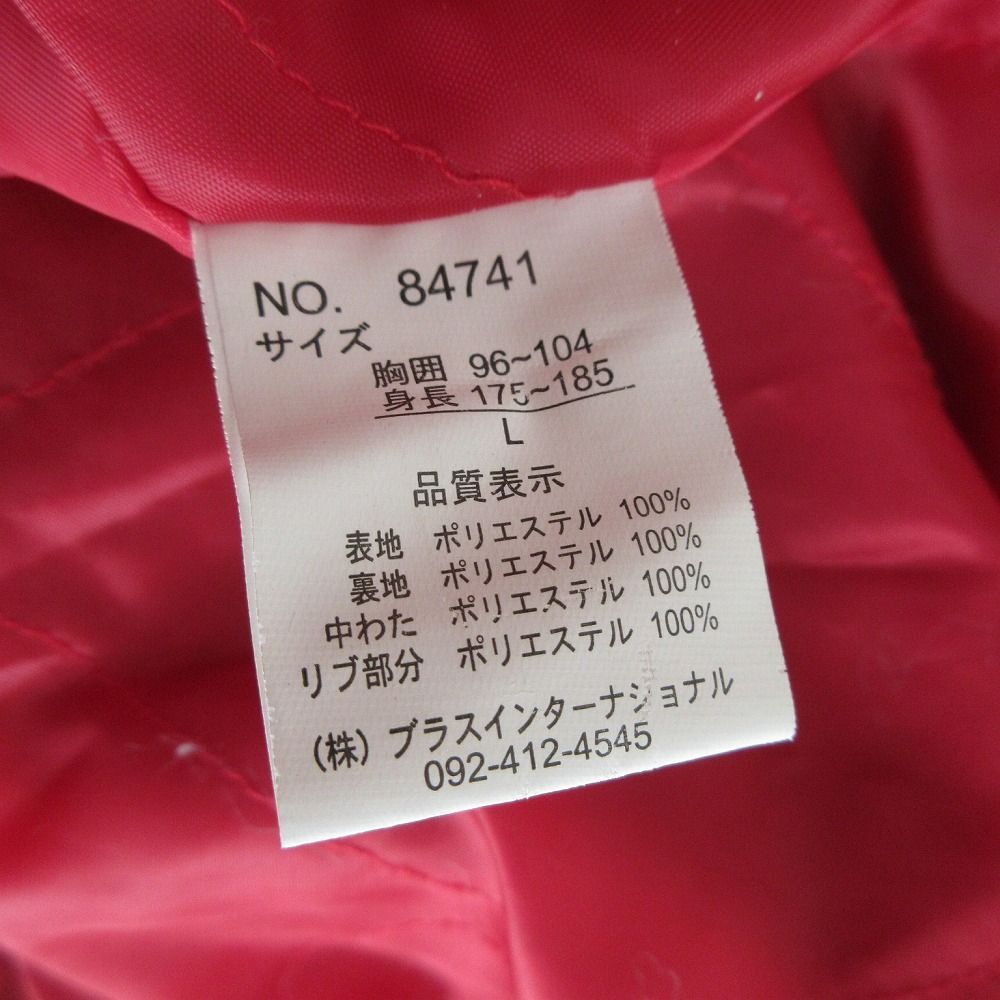 NO. 84741
サイズ
胸囲 96~104
身長 175~185
L
品質表示
表地 ポリエステル 100%
裏地 ポリエステル 100%
中わた ポリエステル 100%
リブ部分 ポリエステル 100%
(株)ブラスインターナショナル
092-412-4545